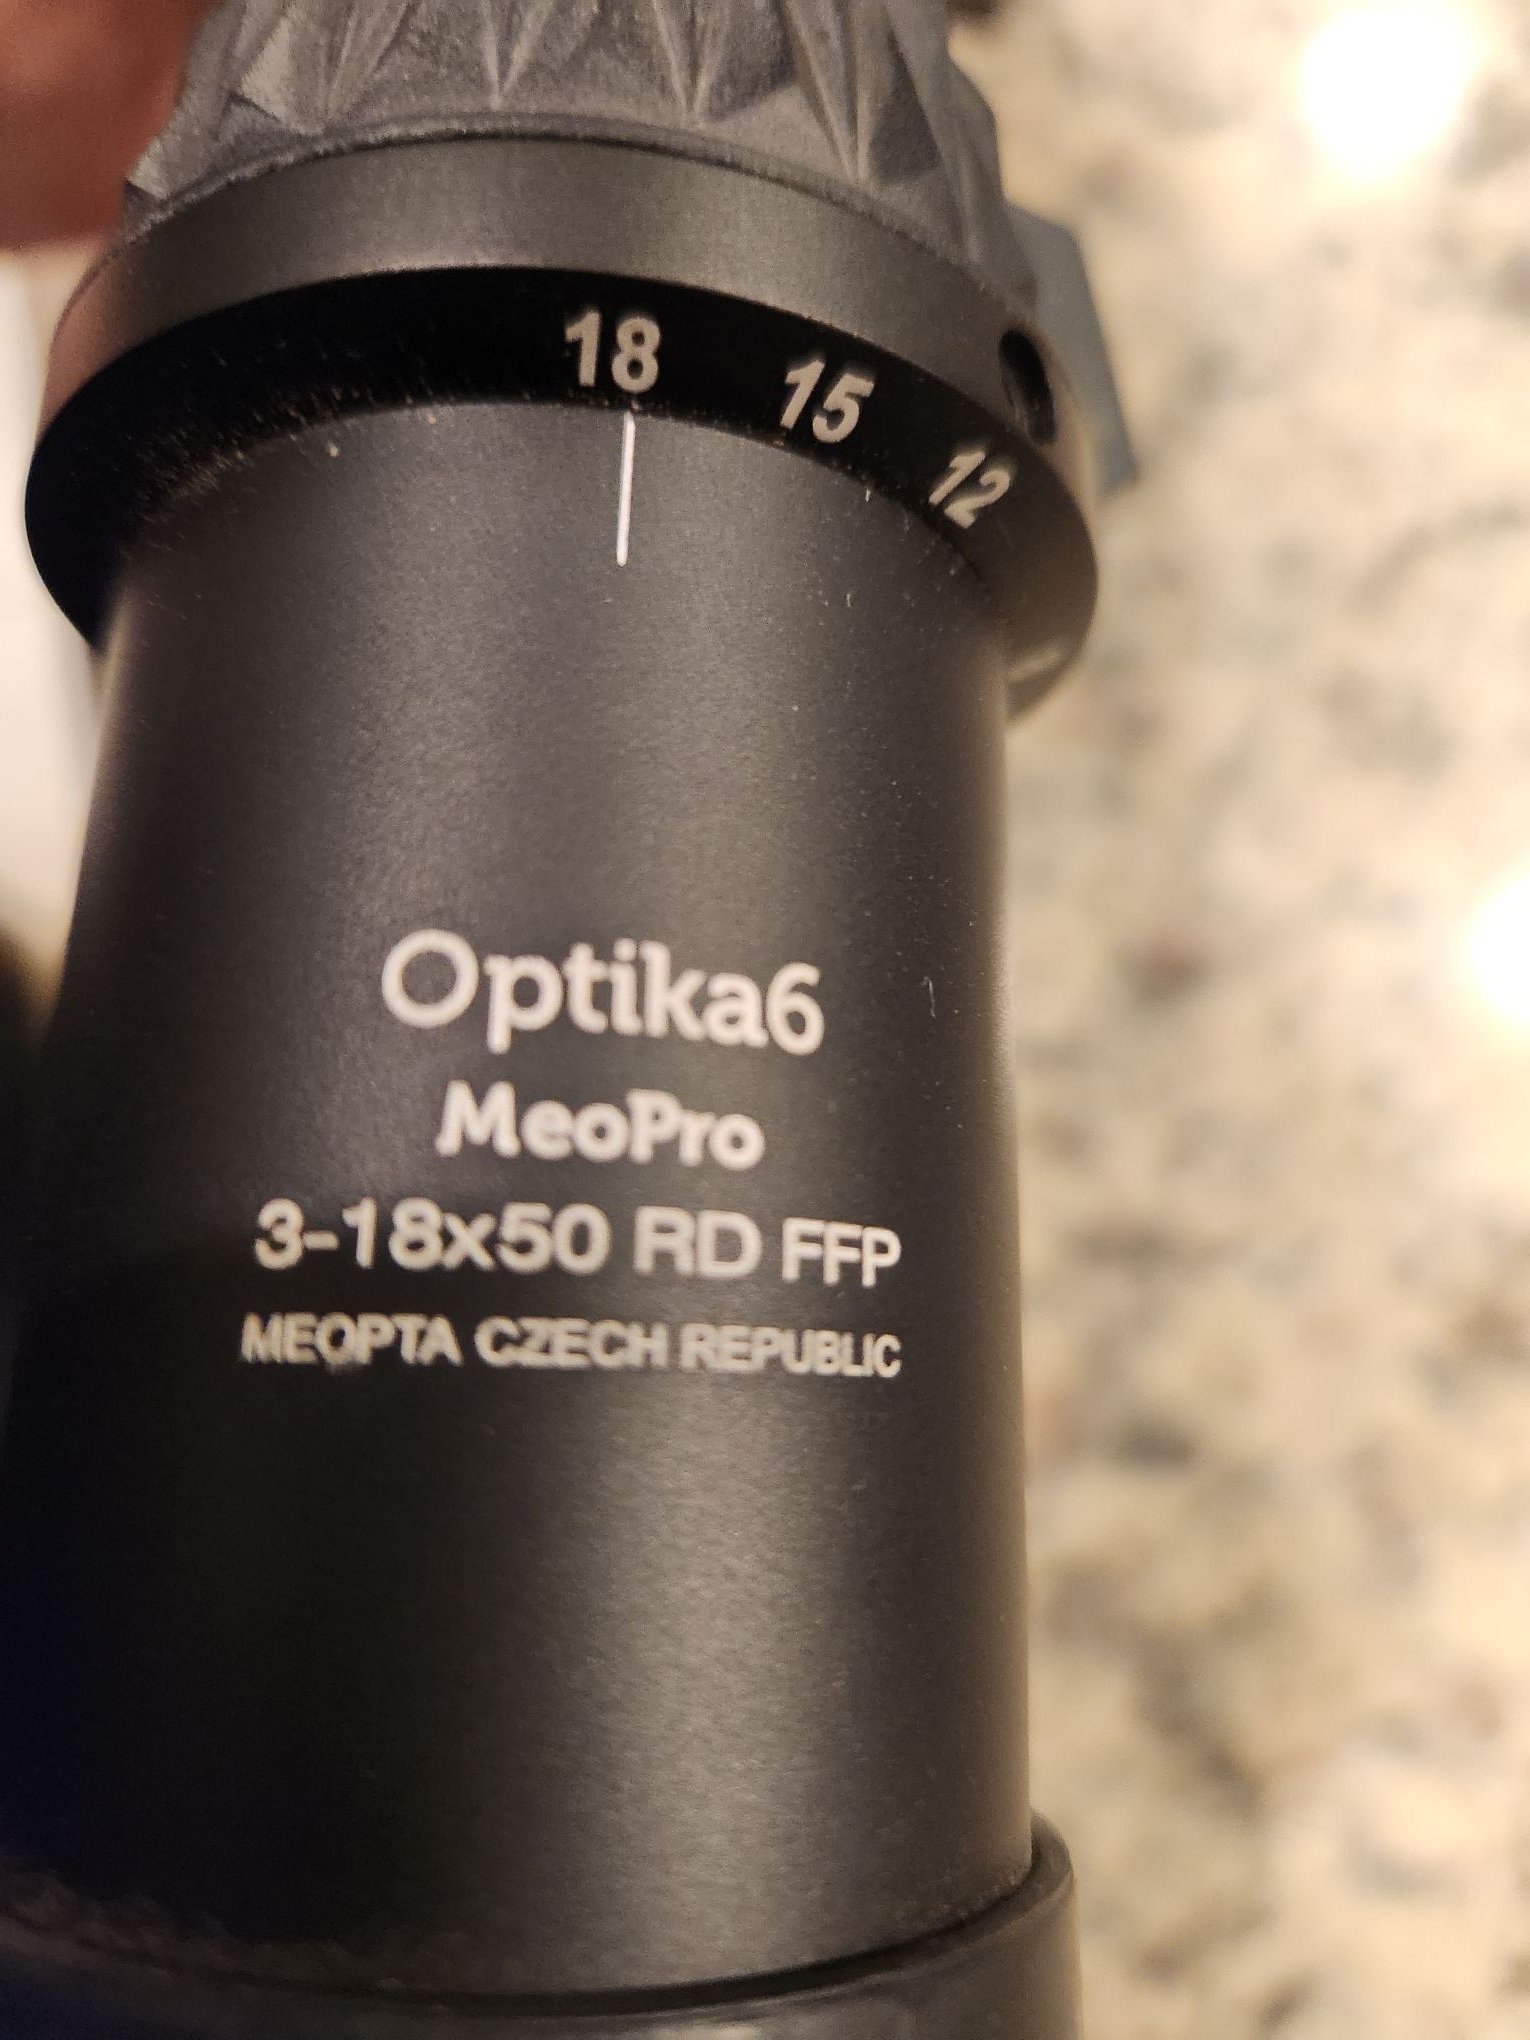 18 15 12
Optika6
MeoPro
3-18x50 RD FFP
MEOPTA CZECH REPUBLIC